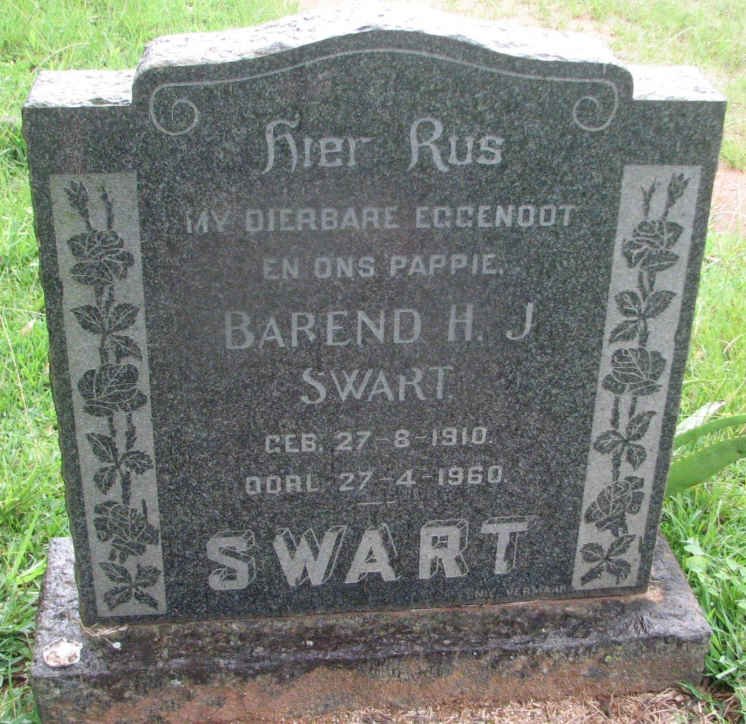 Hier Rus
MY DIERBARE EGGENOOT
EN ONS PAPPIE.
BAREND H. J
SWART.
GEB. 27-8-1910.
OORL. 27-4-1960.
SWART
VERMAAK